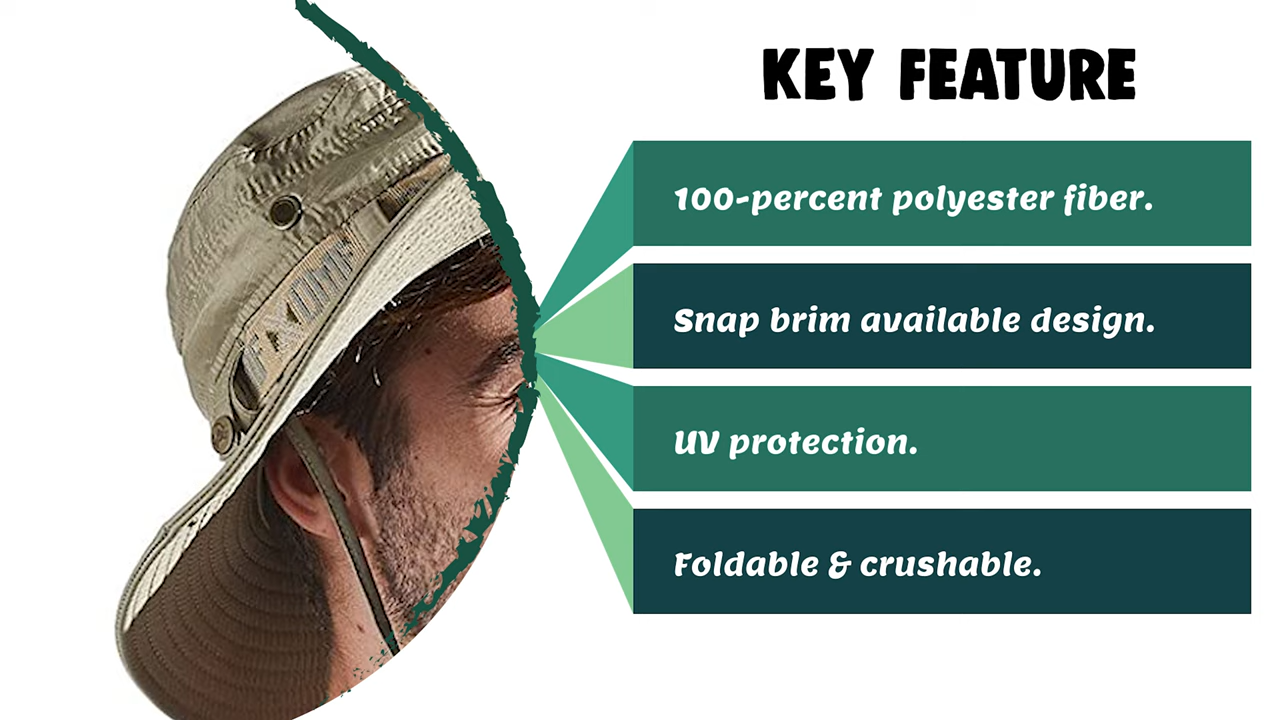 KEY FEATURE
100-percent polyester fiber.
Snap brim available design.
UV protection.
Foldable & crushable.